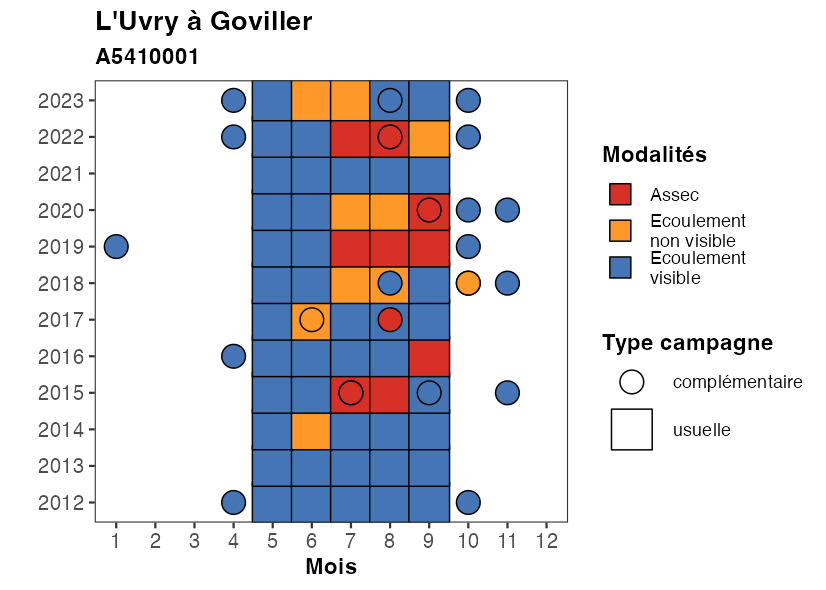 L'Uvry à Goviller
A5410001
2023
2022
2021
2020
2019
2018
2017
2016
2015
2014
2013
2012
1 2 3 4 5 6 7 8 9 10 11 12
Mois
Modalités
Assec
Ecoulement
non visible
Ecoulement
visible
Type campagne
complémentaire
usuelle